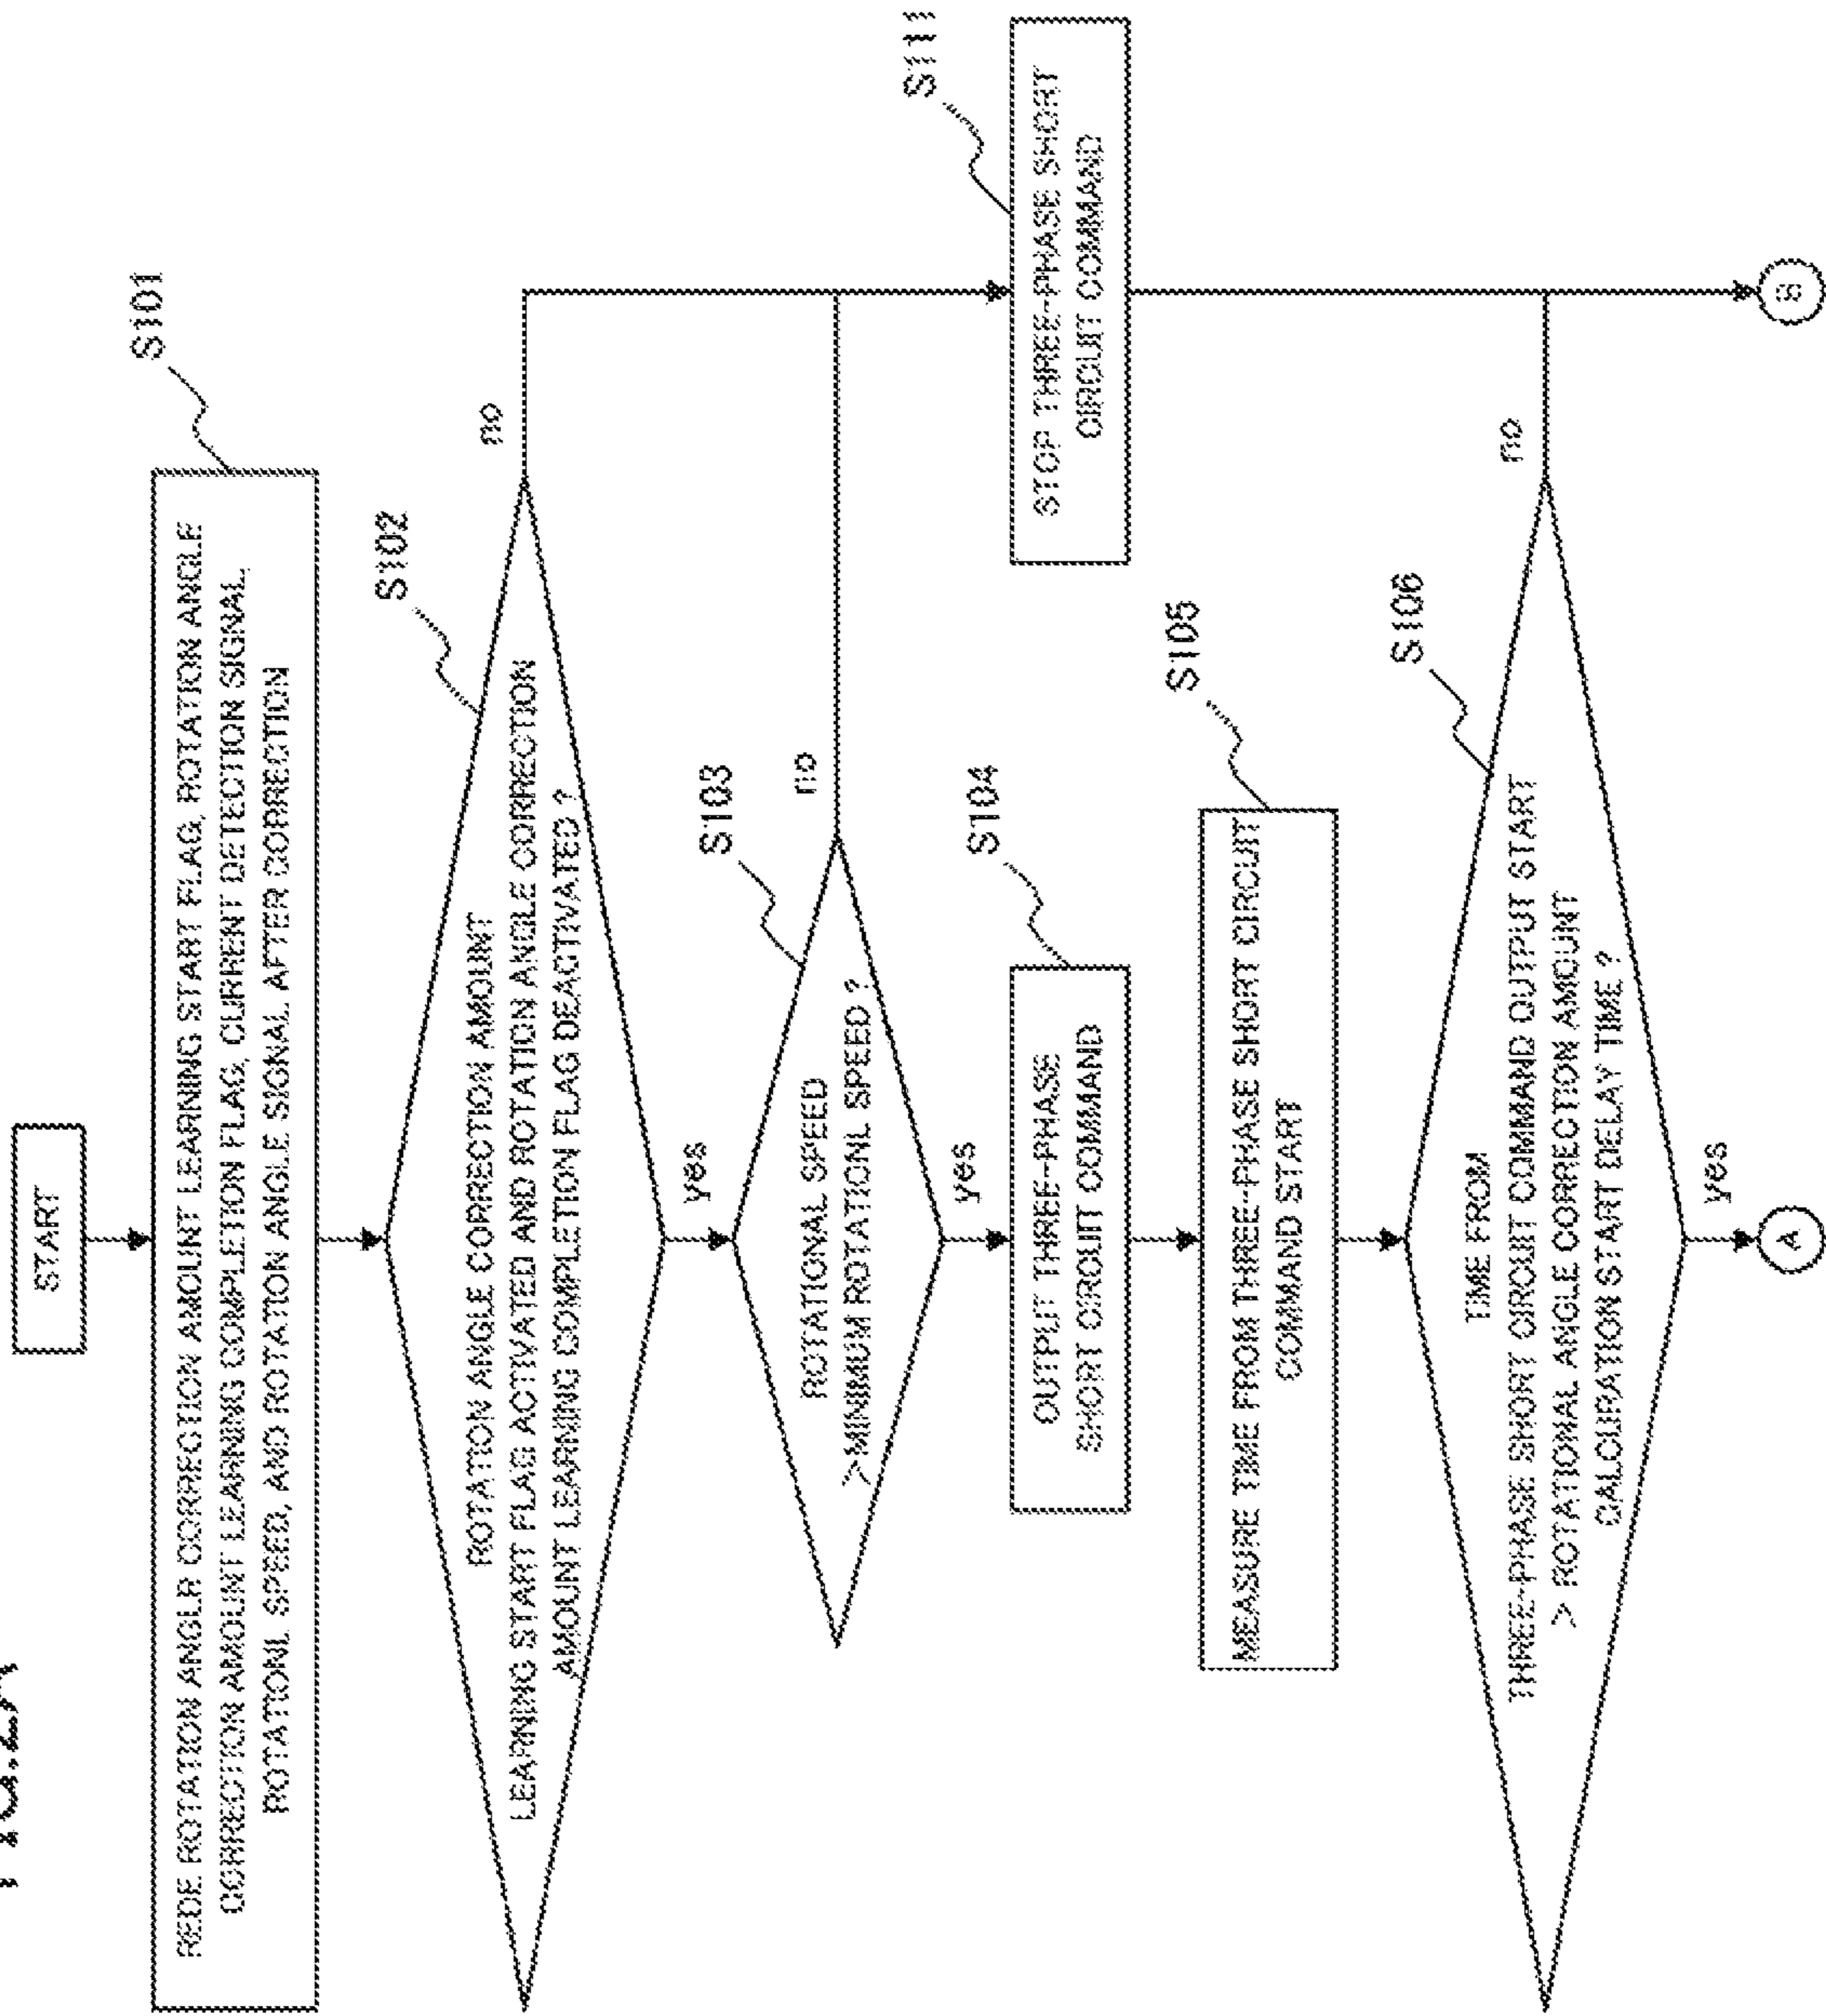 START
REDE ROTATION ANGLR CORRECTION AMOUNT LEARNING START FLAG, ROTATION ANGLE
CORRECTION AMOUNT LEARNING COMPLETION FLAG, CURRENT DETECTION SIGNAL,
ROTATIONL SPEED, AND ROTATION ANGLE SIGNAL AFTER CORRECTION
S101
ROTATION ANGLE CORRECTION AMOUNT
LEARNING START FLAG ACTIVATED AND ROTATION ANGLE CORRECTION
AMOUNT LEARNING COMPLETION FLAG DEACTIVATED ?
S102
no
yes
ROTATIONAL SPEED
>MINIMUM ROTATIONL SPEED ?
S103
no
yes
OUTPUT THREE-PHASE
SHORT CIRCUIT COMMAND
S104
STOP THREE-PHASE SHORT
CIRCUIT COMMAND
S111
MEASURE TIME FROM THREE-PHASE SHORT CIRCUIT
COMMAND START
S105
TIME FROM
THREE-PHASE SHORT CIRCUIT COMMAND OUTPUT START
> ROTATIONAL ANGLE CORRECTION AMOUNT
CALCURATION START DELAY TIME ?
S106
no
yes
A
B